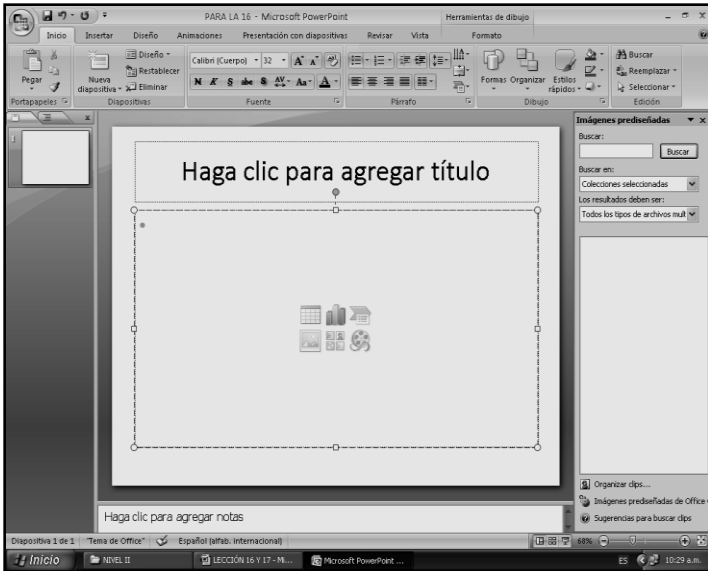 PARA LA 16 - Microsoft PowerPoint
Herramientas de dibujo
Inicio Insertar Diseño Animaciones Presentación con diapositivas Revisar Vista Formato
Pegar
Nueva diapositiva
Diseño
Restablecer
Eliminar
Calibri (Cuerpo) 32 A A
N K S abe S AV Aa A
Formas Organizar Estilos rápidos
Buscar
Reemplazar
Seleccionar
Portapapeles Diapositivas Fuente Párrafo Dibujo Edición
1
Haga clic para agregar título
Imágenes prediseñadas
Buscar:
Buscar
Buscar en:
Colecciones seleccionadas
Los resultados deben ser:
Todos los tipos de archivos mult
Organizar clips...
Imágenes prediseñadas de Office
Sugerencias para buscar clips
Haga clic para agregar notas
Diapositiva 1 de 1 "Tema de Office" Español (alfab. internacional) 68%
Inicio NIVEL II LECCIÓN 16 Y 17 - Mi... Microsoft PowerPoint ... ES 10:29 a.m.